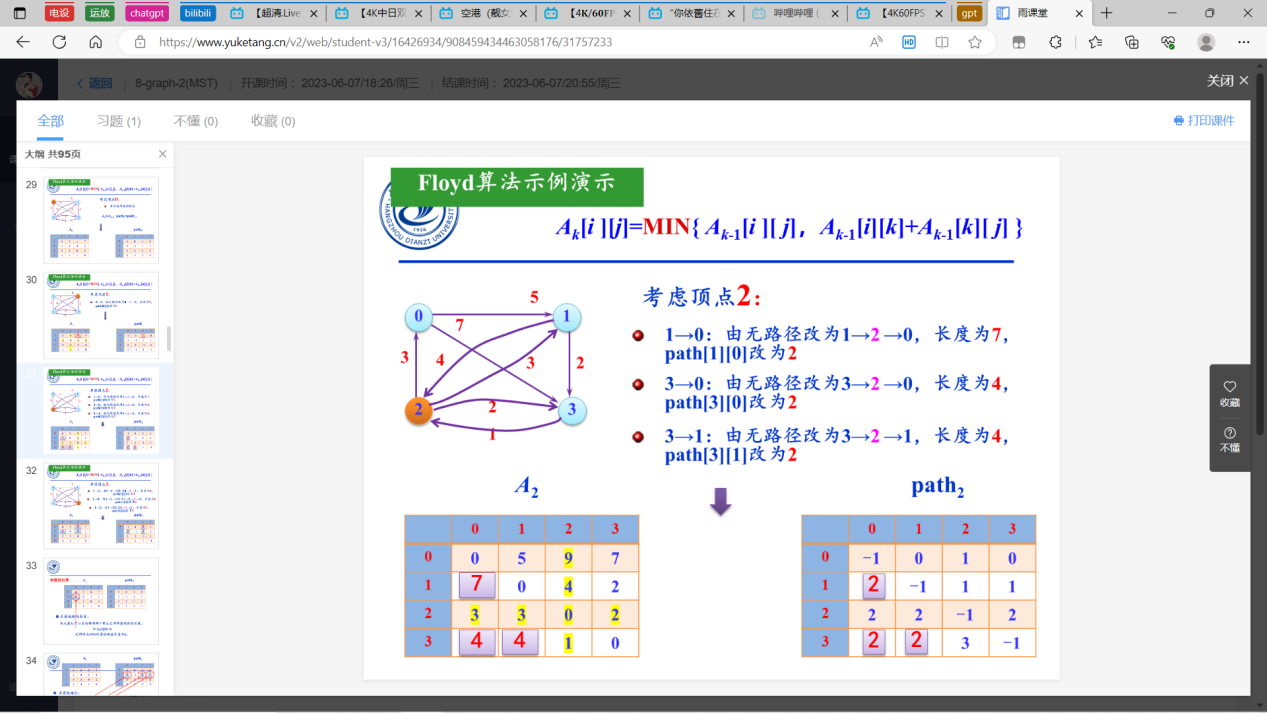 电设 运放 chatgpt bilibili 【超清.Live 【4K中日双 空港（靓女 【4K/60FP "你依舊住在 哔哩哔哩 ( 【4K60FPS gpt 雨课堂
https://www.yuketang.cn/v2/web/student-v3/16426934/908459434463058176/31757233
返回 8-graph-2(MST) 开课时间： 2023-06-07/18:26/周三 结课时间： 2023-06-07/20:55/周三 关闭
全部 习题 (1) 不懂 (0) 收藏 (0) 打印课件
大纲 共95页
29
30
32
33
34
收藏
不懂
Floyd算法示例演示
HANGZHOU DIANZI UNIVERSITY
1956
Ak[i][j]=MIN{ Ak-1[i][j]，Ak-1[i][k]+Ak-1[k][j] }
0 5 1
7
3 4 3 2
2 2 3
1
考虑顶点2：
1→0：由无路径改为1→2→0，长度为7，
path[1][0]改为2
3→0：由无路径改为3→2→0，长度为4，
path[3][0]改为2
3→1：由无路径改为3→2→1，长度为4，
path[3][1]改为2
A2
0 1 2 3
0 0 5 9 7
1 7 0 4 2
2 3 3 0 2
3 4 4 1 0
path2
0 1 2 3
0 −1 0 1 0
1 2 −1 1 1
2 2 2 −1 2
3 2 2 3 −1